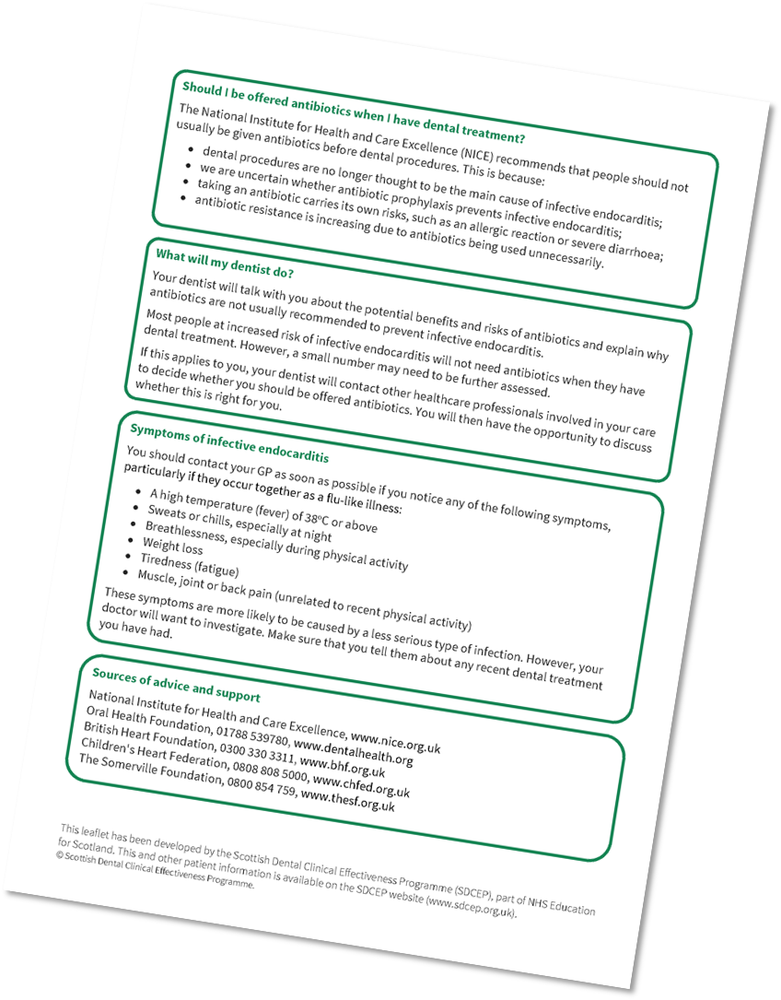 Should I be offered antibiotics when I have dental treatment?
The National Institute for Health and Care Excellence (NICE) recommends that people should not
usually be given antibiotics before dental procedures. This is because:
• dental procedures are no longer thought to be the main cause of infective endocarditis;
• we are uncertain whether antibiotic prophylaxis prevents infective endocarditis;
• taking an antibiotic carries its own risks, such as an allergic reaction or severe diarrhoea;
• antibiotic resistance is increasing due to antibiotics being used unnecessarily.
What will my dentist do?
Your dentist will talk with you about the potential benefits and risks of antibiotics and explain why
antibiotics are not usually recommended to prevent infective endocarditis.
Most people at increased risk of infective endocarditis will not need antibiotics when they have
dental treatment. However, a small number may need to be further assessed.
If this applies to you, your dentist will contact other healthcare professionals involved in your care
to decide whether you should be offered antibiotics. You will then have the opportunity to discuss
whether this is right for you.
Symptoms of infective endocarditis
You should contact your GP as soon as possible if you notice any of the following symptoms,
particularly if they occur together as a flu-like illness:
• A high temperature (fever) of 38ºC or above
• Sweats or chills, especially at night
• Breathlessness, especially during physical activity
• Weight loss
• Tiredness (fatigue)
• Muscle, joint or back pain (unrelated to recent physical activity)
These symptoms are more likely to be caused by a less serious type of infection. However, your
doctor will want to investigate. Make sure that you tell them about any recent dental treatment
you have had.
Sources of advice and support
National Institute for Health and Care Excellence, www.nice.org.uk
Oral Health Foundation, 01788 539780, www.dentalhealth.org
British Heart Foundation, 0300 330 3311, www.bhf.org.uk
Children's Heart Federation, 0808 808 5000, www.chfed.org.uk
The Somerville Foundation, 0800 854 759, www.thesf.org.uk
This leaflet has been developed by the Scottish Dental Clinical Effectiveness Programme (SDCEP), part of NHS Education
for Scotland. This and other patient information is available on the SDCEP website (www.sdcep.org.uk).
© Scottish Dental Clinical Effectiveness Programme.